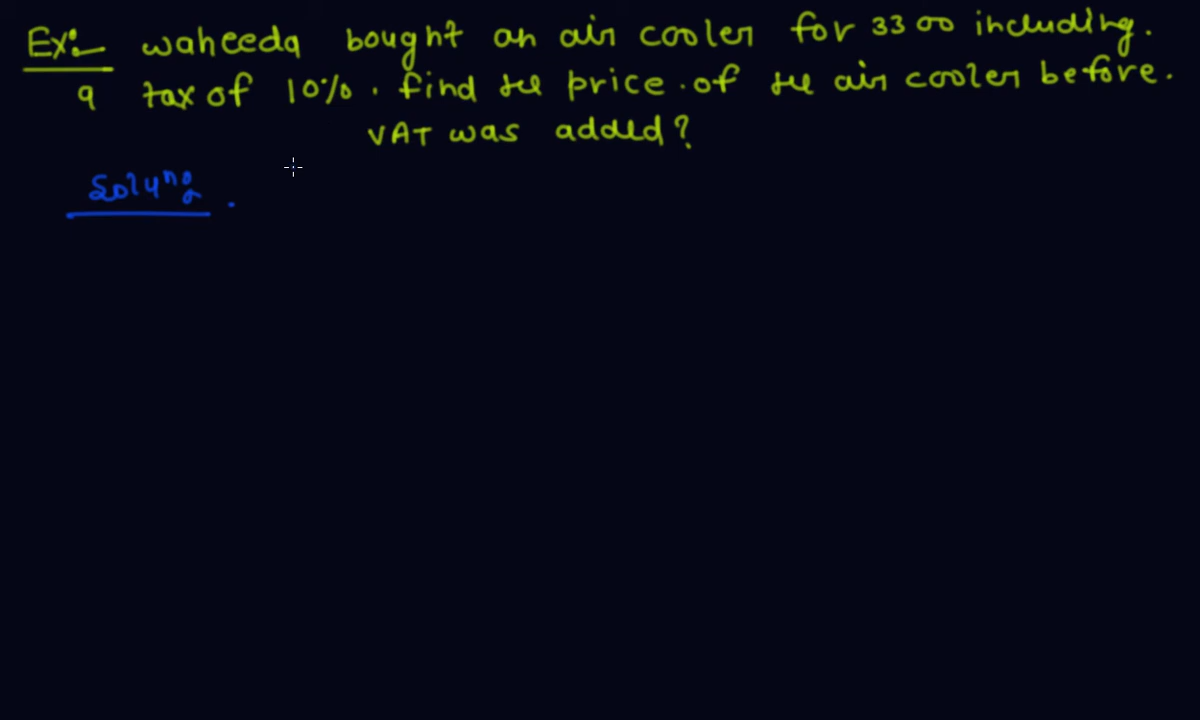 Ex:- waheeda bought an air cooler for 3300 including.
9 tax of 10%. find the price.of the air cooler before.
VAT was added?
Soluⁿ: .